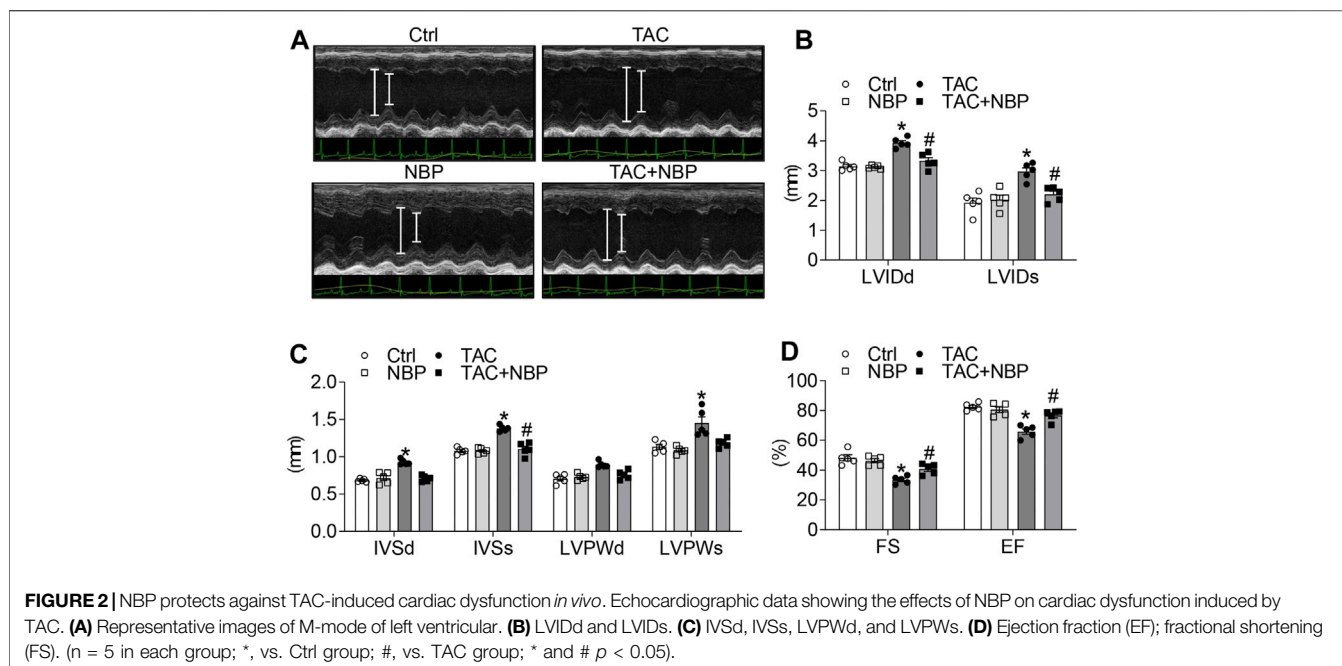 A
Ctrl
TAC
NBP
TAC+NBP
B
Ctrl
TAC
NBP
TAC+NBP
5
4
3
2
1
0
(mm)
*
#
*
#
LVIDd
LVIDs
C
Ctrl
TAC
NBP
TAC+NBP
2.0
1.5
1.0
0.5
0.0
(mm)
*
*
#
*
IVSd
IVSs
LVPWd
LVPWs
D
Ctrl
TAC
NBP
TAC+NBP
100
80
60
40
20
0
(%)
*
#
*
#
FS
EF
FIGURE 2 | NBP protects against TAC-induced cardiac dysfunction in vivo. Echocardiographic data showing the effects of NBP on cardiac dysfunction induced by
TAC. (A) Representative images of M-mode of left ventricular. (B) LVIDd and LVIDs. (C) IVSd, IVSs, LVPWd, and LVPWs. (D) Ejection fraction (EF); fractional shortening
(FS). (n = 5 in each group; *, vs. Ctrl group; #, vs. TAC group; * and # p < 0.05).